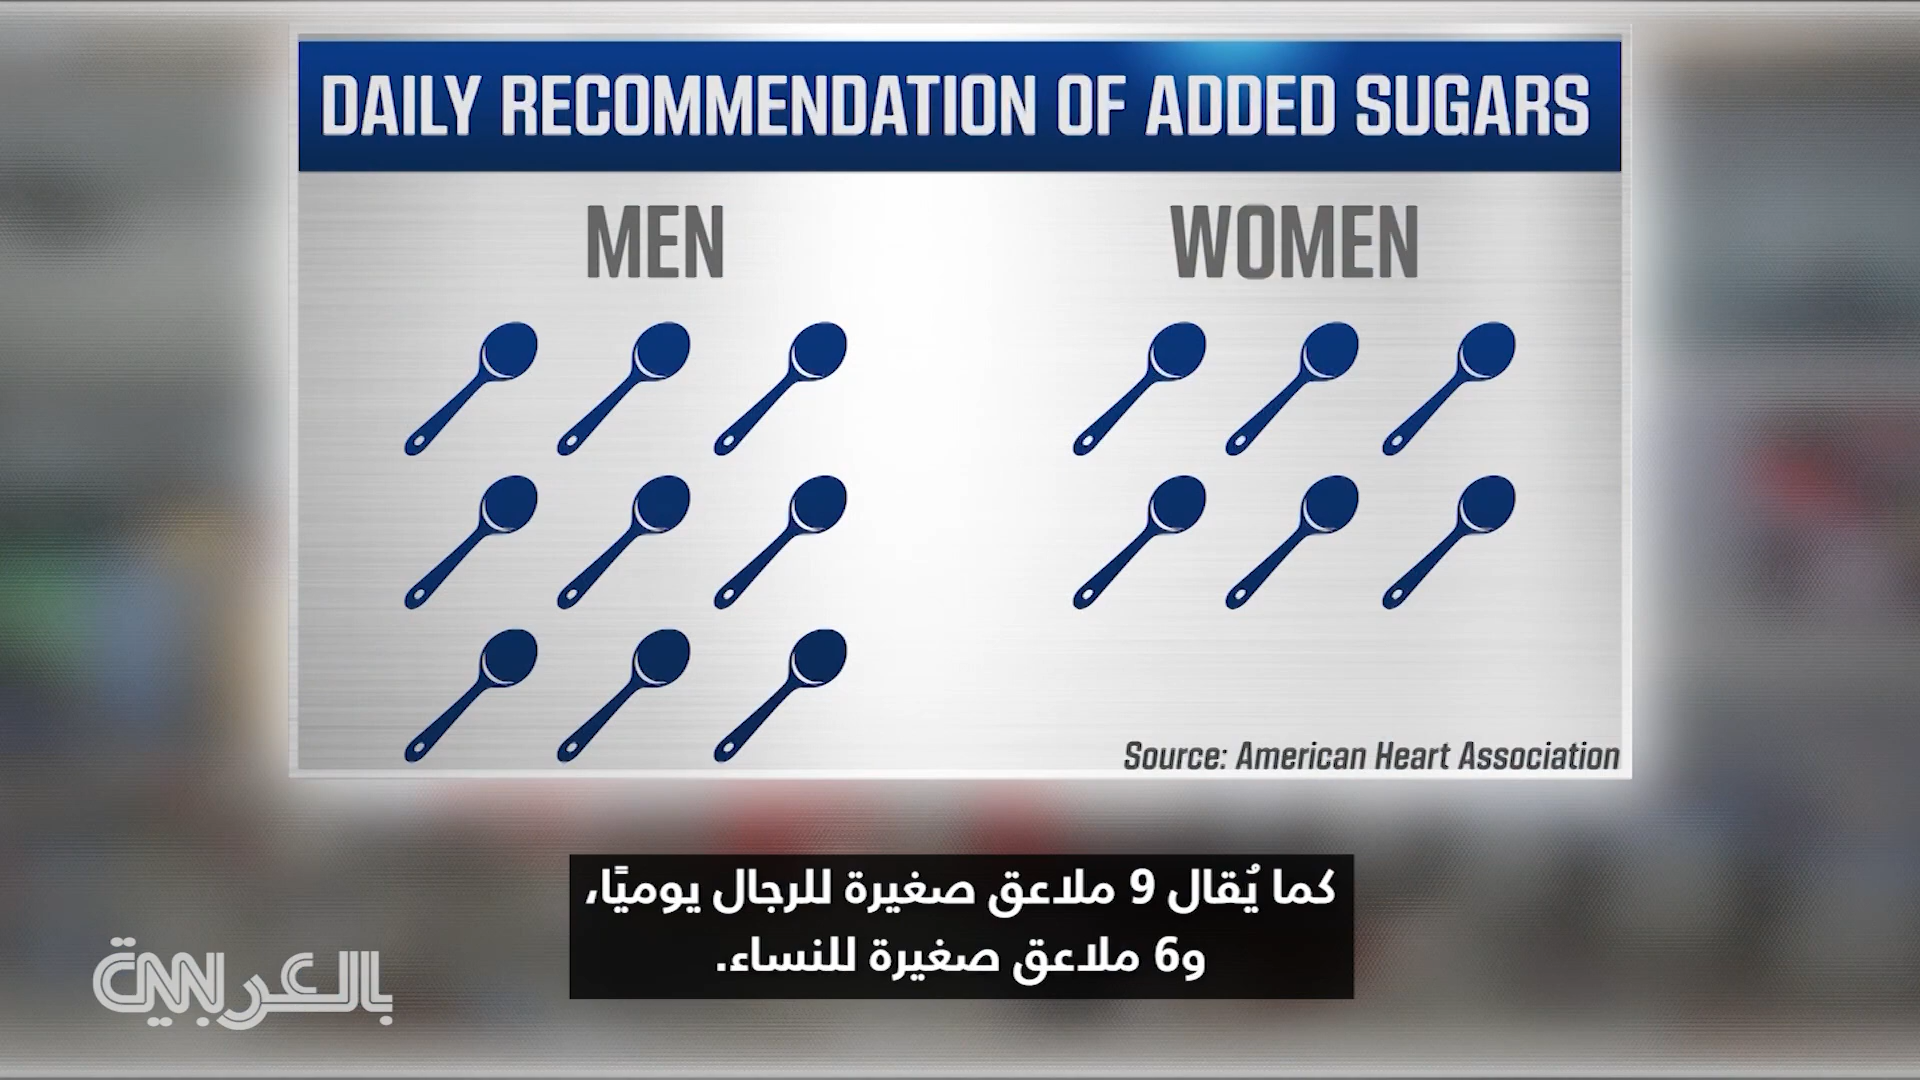 DAILY RECOMMENDATION OF ADDED SUGARS
MEN
WOMEN
Source: American Heart Association
كما يُقال 9 ملاعق صغيرة للرجال يوميًا،
و6 ملاعق صغيرة للنساء.
CNN بالعربية